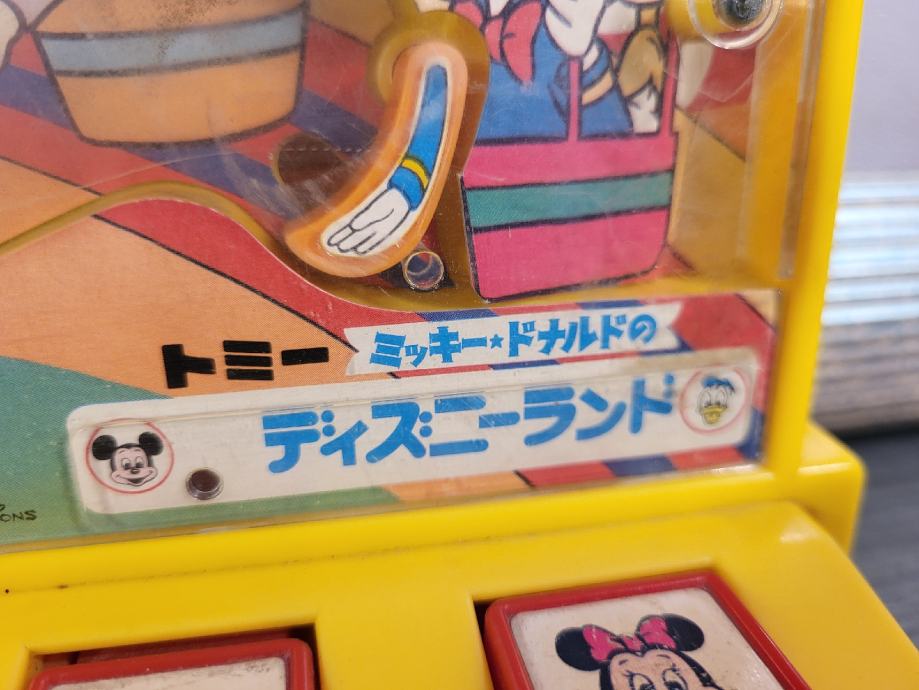 トミー ミッキー★ドナルドの
ディズニーランド